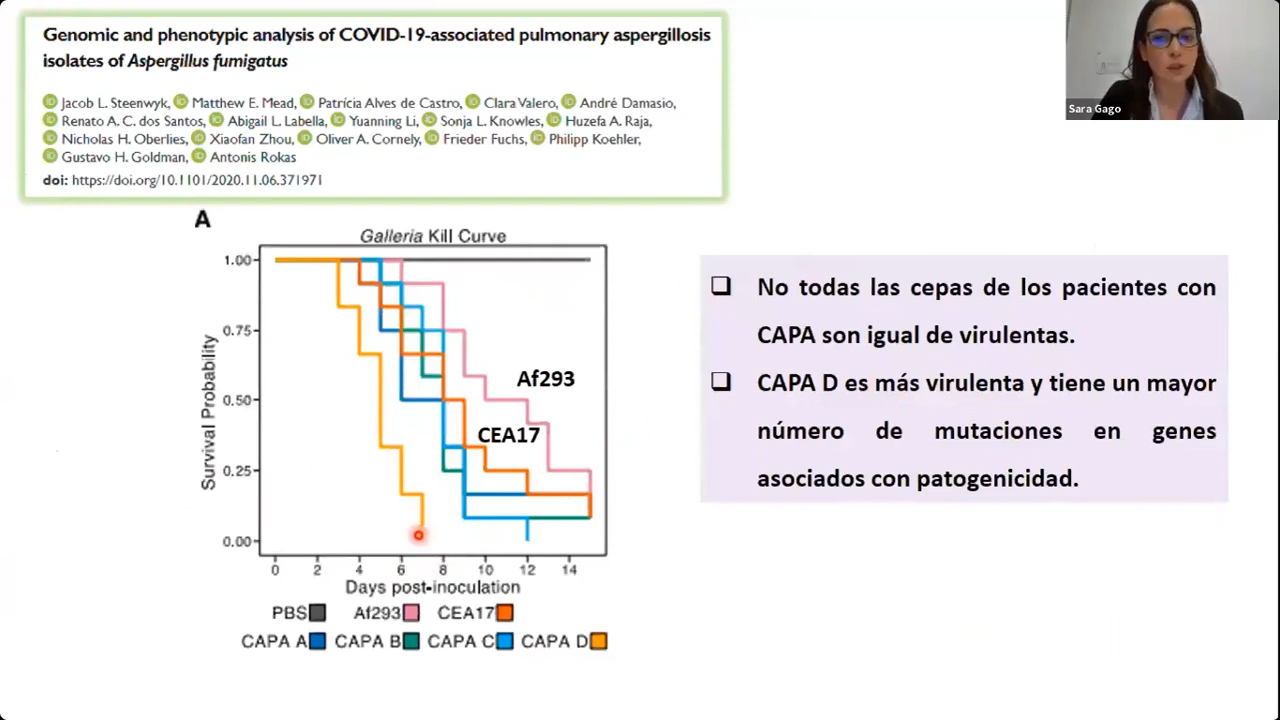 Genomic and phenotypic analysis of COVID-19-associated pulmonary aspergillosis
isolates of Aspergillus fumigatus
Jacob L. Steenwyk, Matthew E. Mead, Patrícia Alves de Castro, Clara Valero, André Damasio,
Renato A. C. dos Santos, Abigail L. Labella, Yuanning Li, Sonja L. Knowles, Huzefa A. Raja,
Nicholas H. Oberlies, Xiaofan Zhou, Oliver A. Cornely, Frieder Fuchs, Philipp Koehler,
Gustavo H. Goldman, Antonis Rokas
doi: https://doi.org/10.1101/2020.11.06.371971
Sara Gago
A
Galleria Kill Curve
1.00
0.75
0.50
0.25
0.00
Survival Probability
Af293
CEA17
0 2 4 6 8 10 12 14
Days post-inoculation
PBS Af293 CEA17
CAPA A CAPA B CAPA C CAPA D
No todas las cepas de los pacientes con
CAPA son igual de virulentas.
CAPA D es más virulenta y tiene un mayor
número de mutaciones en genes
asociados con patogenicidad.